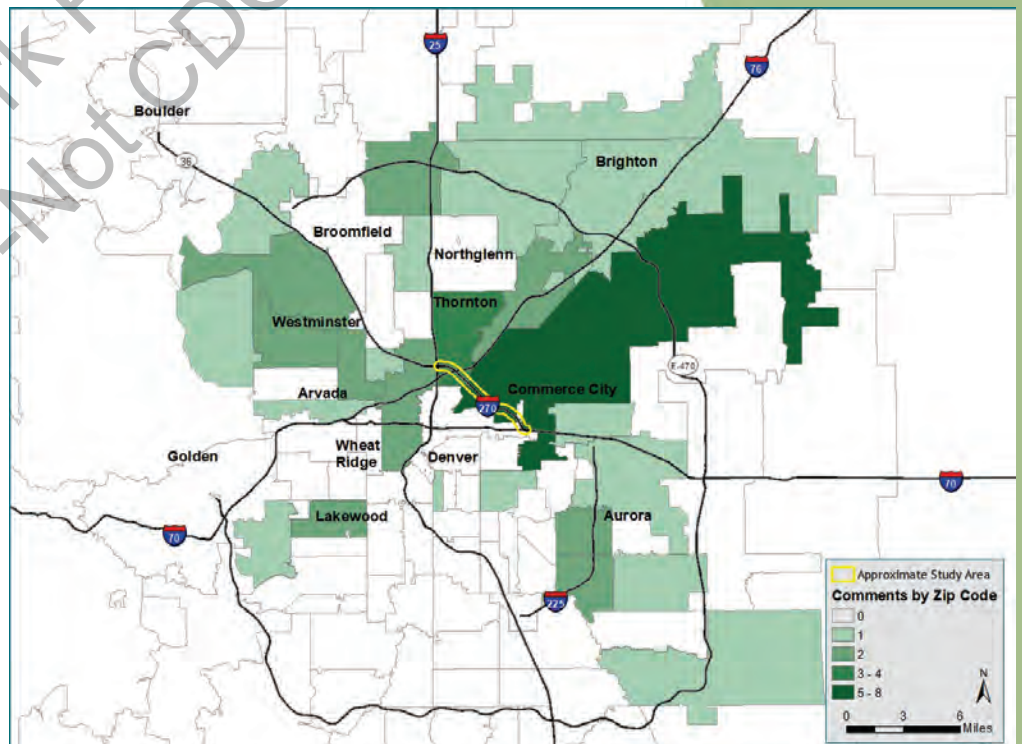 25
76
Boulder
36
Brighton
Broomfield
Northglenn
Thornton
Westminster
E-470
Commerce City
Arvada
270
Golden
Wheat
Ridge
Denver
70
Lakewood
Aurora
70
225
Approximate Study Area
Comments by Zip Code
0
1
2
3 - 4
5 - 8
N
0 3 6
Miles
Not CDO